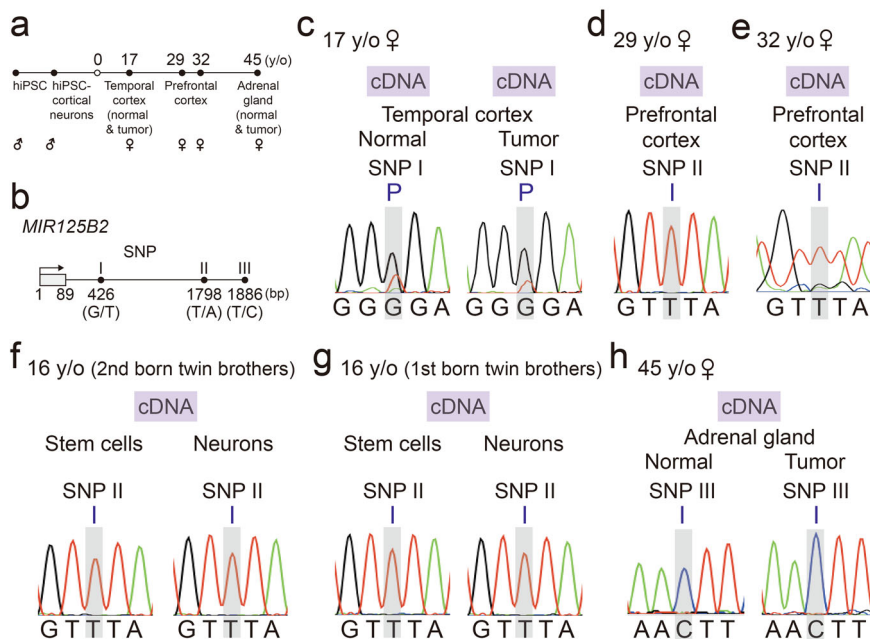 a
0 17 29 32 45 (y/o)
hiPSC hiPSC- Temporal Prefrontal Adrenal
cortical cortex cortex gland
neurons (normal (normal
& tumor) & tumor)
♂ ♂ ♀ ♀ ♀ ♀
b
MIR125B2
SNP
I II III
1 89 426 1798 1886 (bp)
(G/T) (T/A) (T/C)
c 17 y/o ♀
cDNA cDNA
Temporal cortex
Normal Tumor
SNP I SNP I
P P
G G G G A G G G G A
d 29 y/o ♀
cDNA
Prefrontal
cortex
SNP II
I
G T T T A
e 32 y/o ♀
cDNA
Prefrontal
cortex
SNP II
I
G T T T A
f 16 y/o (2nd born twin brothers)
cDNA
Stem cells Neurons
SNP II SNP II
I I
G T T T A G T T T A
g 16 y/o (1st born twin brothers)
cDNA
Stem cells Neurons
SNP II SNP II
I I
G T T T A G T T T A
h 45 y/o ♀
cDNA
Adrenal gland
Normal Tumor
SNP III SNP III
I I
A A C T T A A C T T